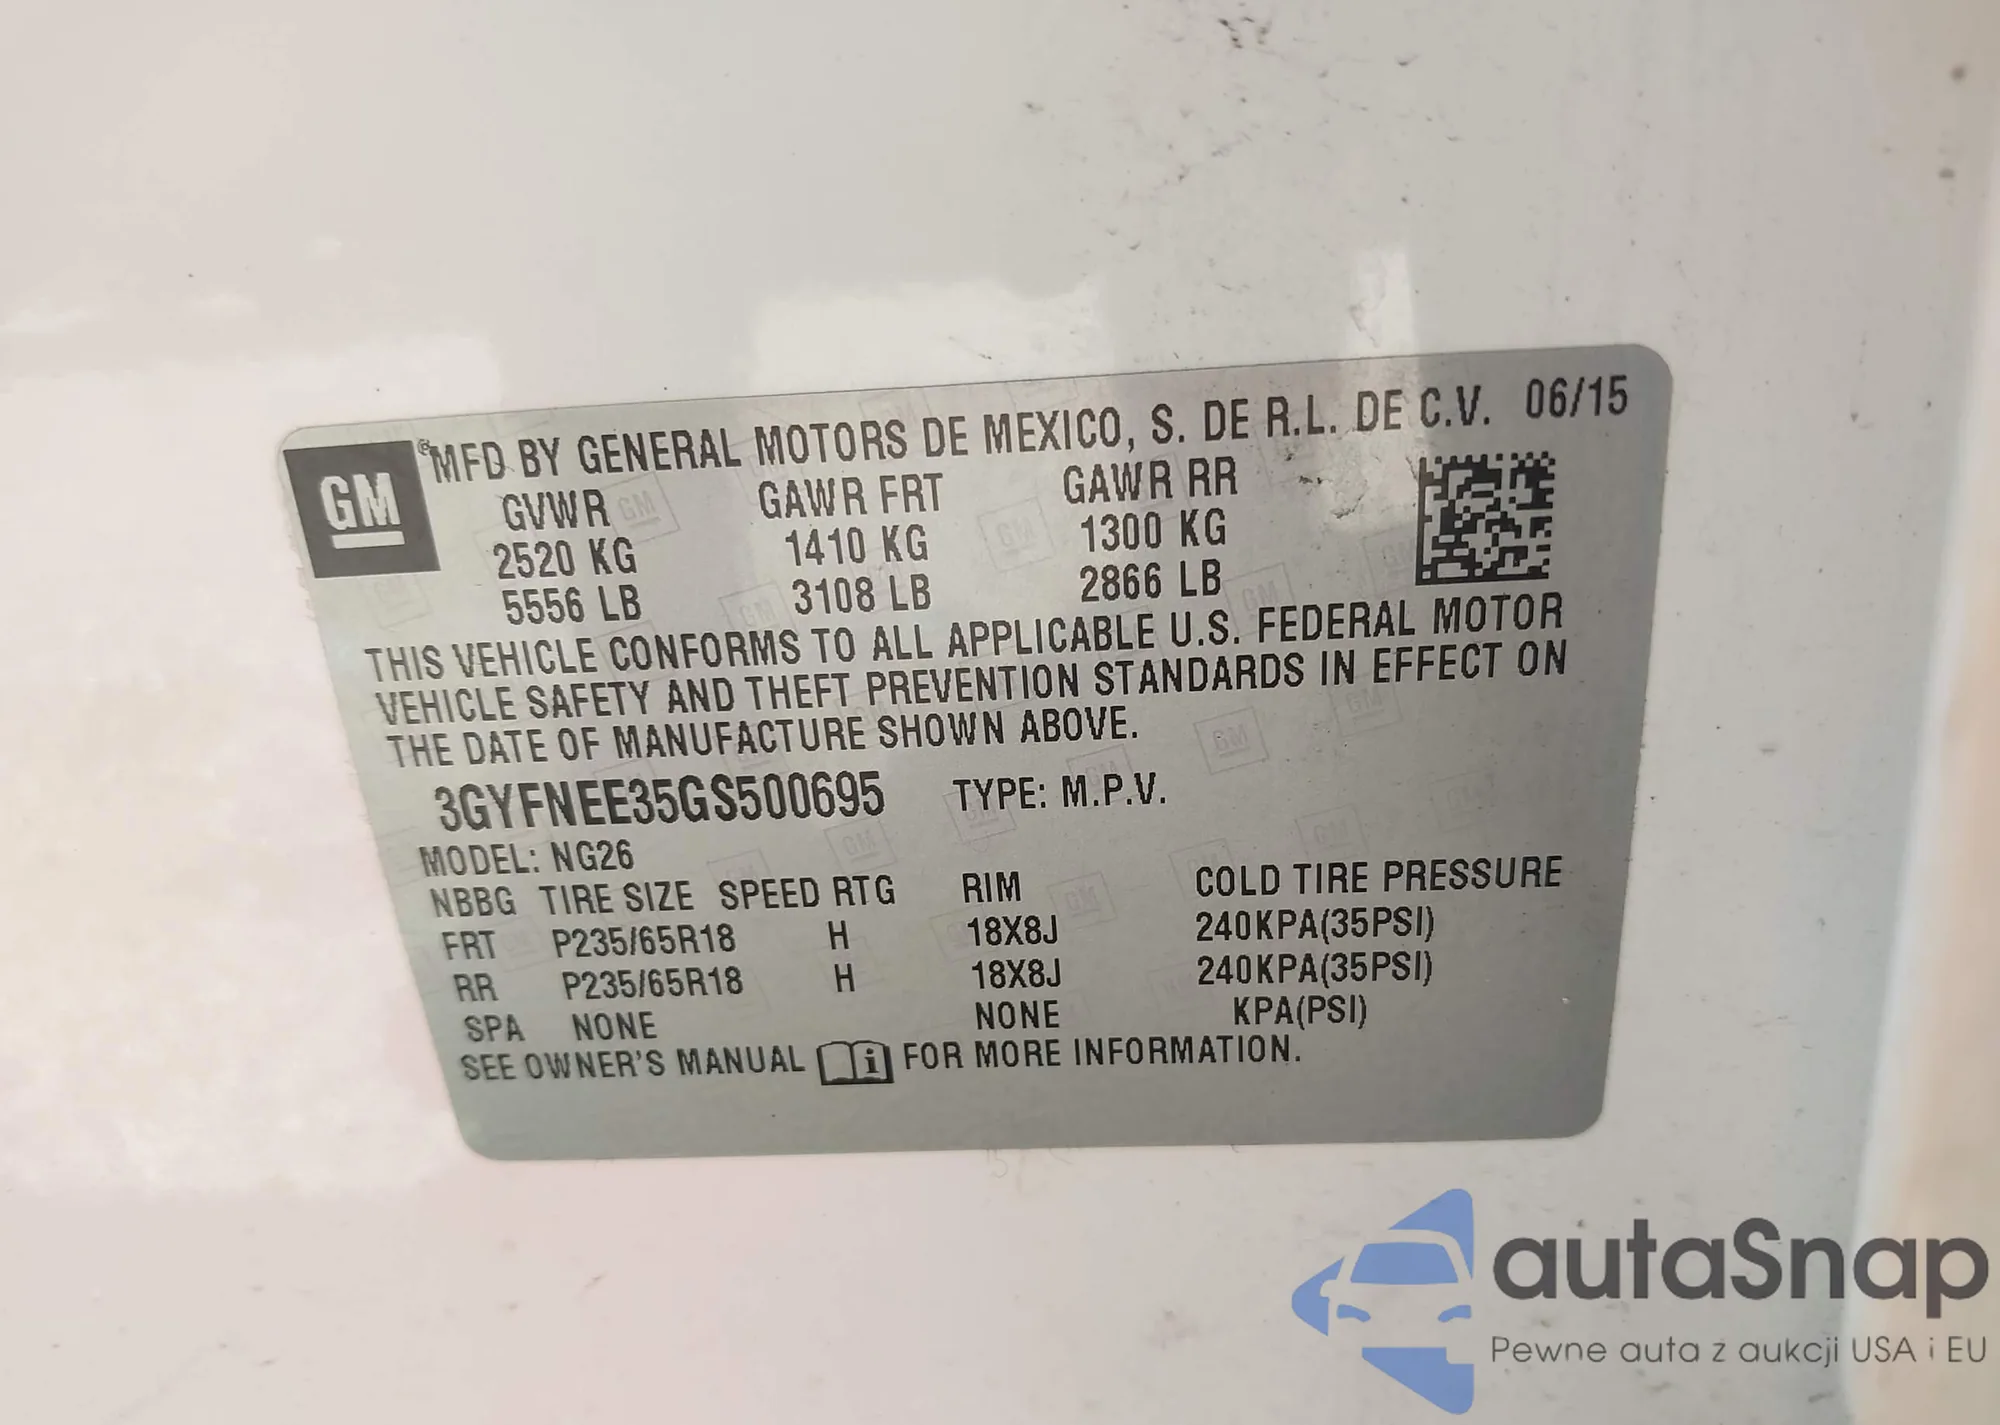 GM
® MFD BY GENERAL MOTORS DE MEXICO, S. DE R.L. DE C.V. 06/15
GVWR GAWR FRT GAWR RR
2520 KG 1410 KG 1300 KG
5556 LB 3108 LB 2866 LB
THIS VEHICLE CONFORMS TO ALL APPLICABLE U.S. FEDERAL MOTOR
VEHICLE SAFETY AND THEFT PREVENTION STANDARDS IN EFFECT ON
THE DATE OF MANUFACTURE SHOWN ABOVE.
3GYFNEE35GS500695 TYPE: M.P.V.
MODEL: NG26
NBBG TIRE SIZE SPEED RTG RIM COLD TIRE PRESSURE
FRT P235/65R18 H 18X8J 240KPA(35PSI)
RR P235/65R18 H 18X8J 240KPA(35PSI)
SPA NONE NONE KPA(PSI)
SEE OWNER'S MANUAL i FOR MORE INFORMATION.
autaSnap
Pewne auta z aukcji USA i EU